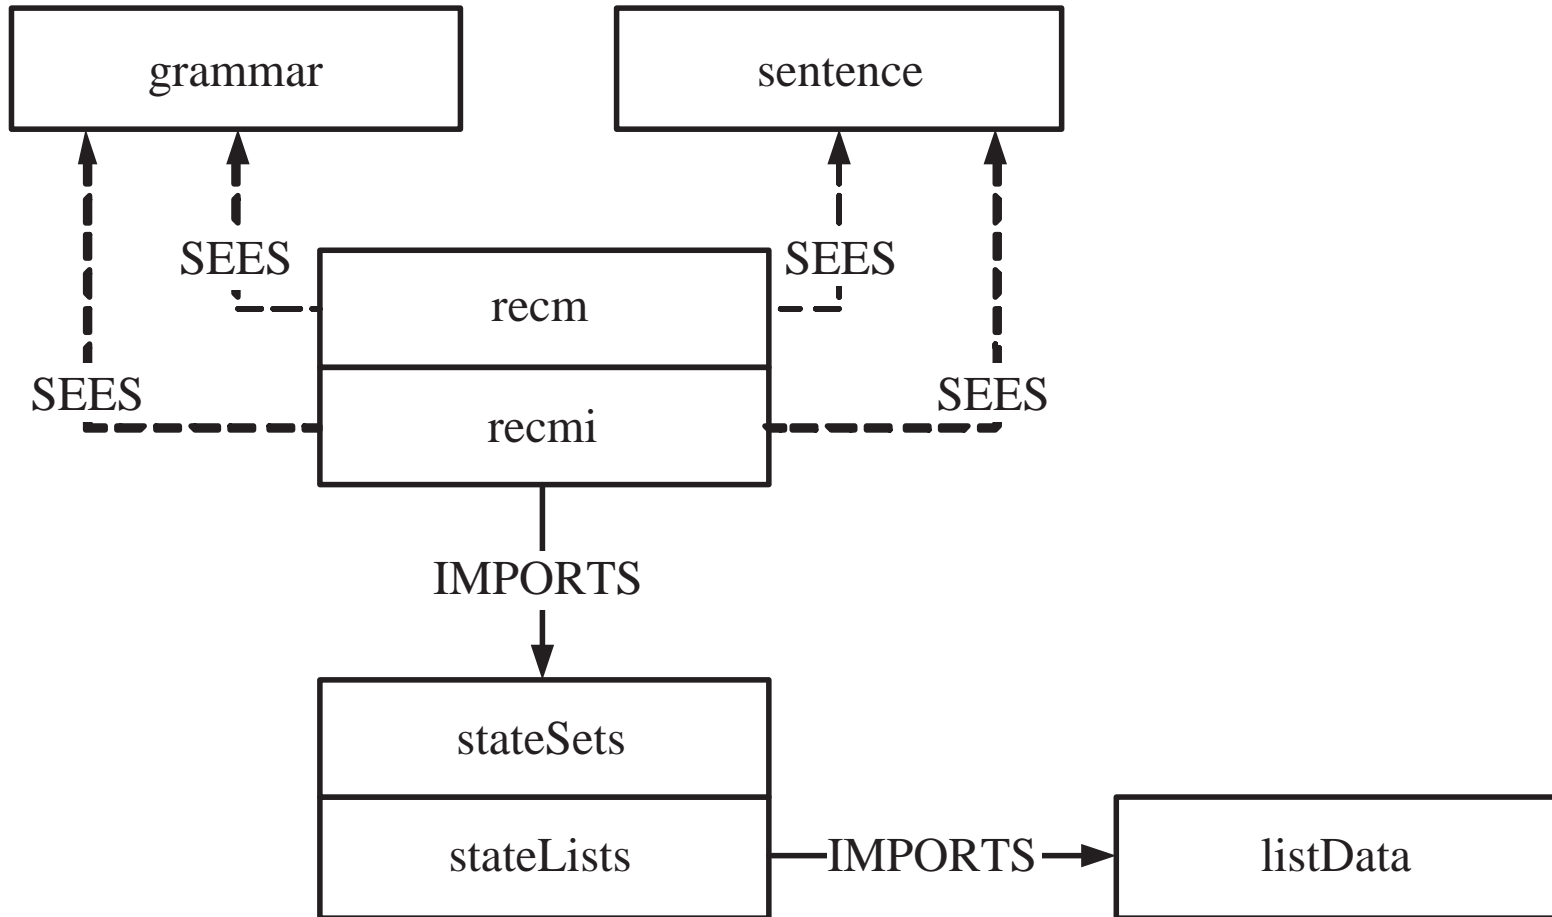 grammar
sentence
SEES
SEES
recm
SEES
SEES
recmi
IMPORTS
stateSets
stateLists
IMPORTS
listData